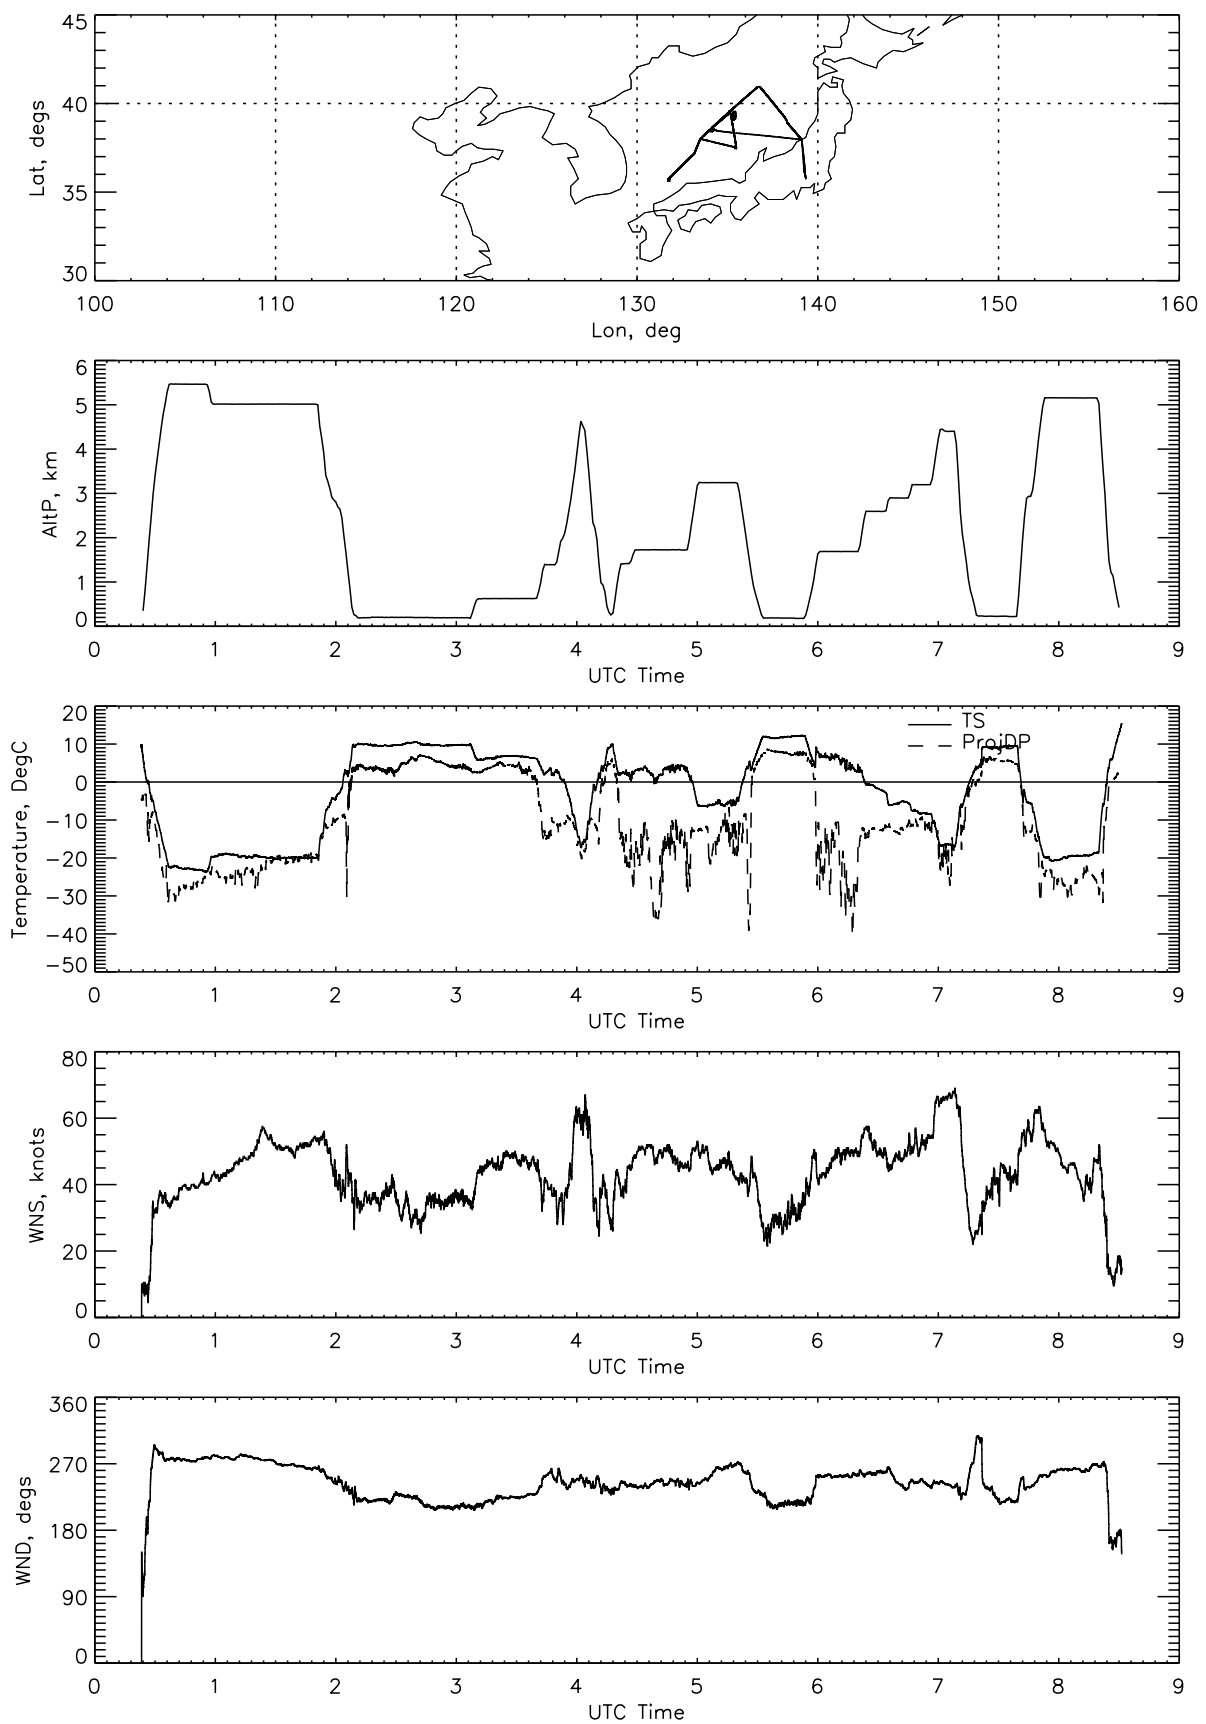 45
40
35
30
Lat, degs
100 110 120 130 140 150 160
Lon, deg
6
5
4
3
2
1
0
AltP, km
0 1 2 3 4 5 6 7 8 9
UTC Time
20
10
0
-10
-20
-30
-40
-50
Temperature, DegC
TS
ProjDP
0 1 2 3 4 5 6 7 8 9
UTC Time
80
60
40
20
0
WNS, knots
0 1 2 3 4 5 6 7 8 9
UTC Time
360
270
180
90
0
WND, degs
0 1 2 3 4 5 6 7 8 9
UTC Time